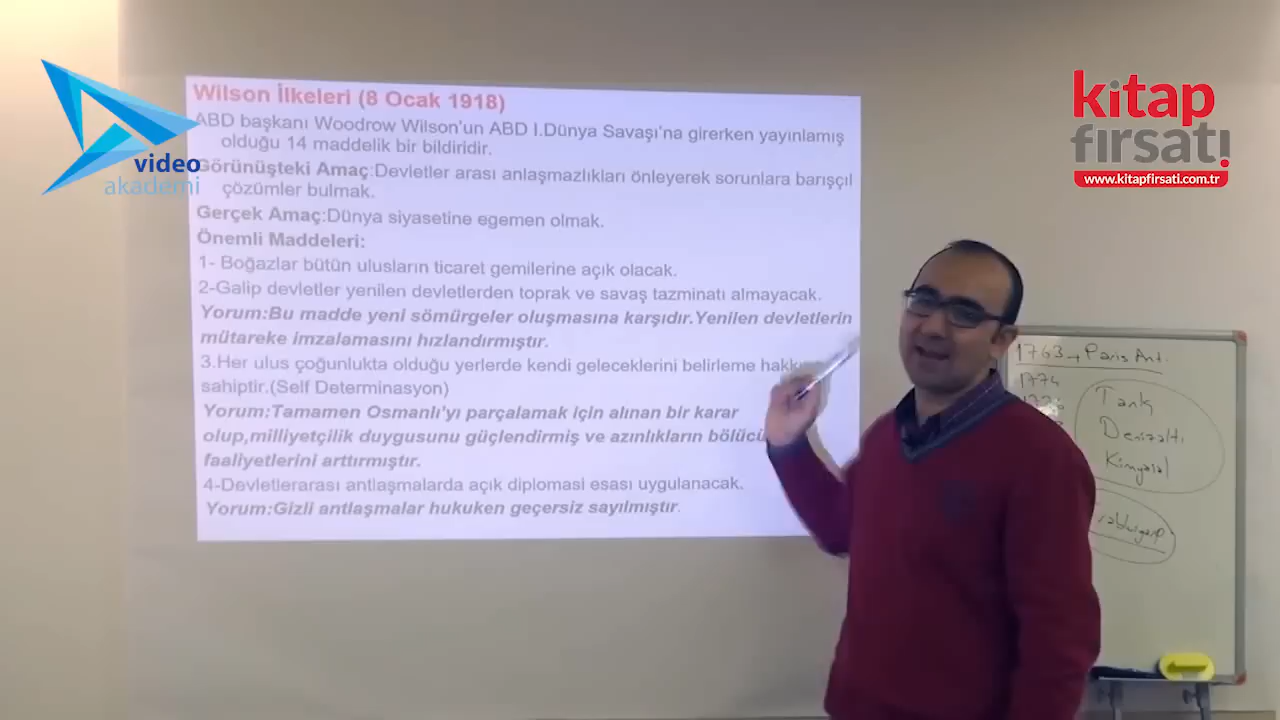 Wilson İlkeleri (8 Ocak 1918)
ABD başkanı Woodrow Wilson'un ABD I.Dünya Savaşı'na girerken yayınlamış
olduğu 14 maddelik bir bildiridir.
Görünüşteki Amaç:Devletler arası anlaşmazlıkları önleyerek sorunlara barışçıl
çözümler bulmak.
Gerçek Amaç:Dünya siyasetine egemen olmak.
Önemli Maddeleri:
1- Boğazlar bütün ulusların ticaret gemilerine açık olacak.
2-Galip devletler yenilen devletlerden toprak ve savaş tazminatı almayacak.
Yorum:Bu madde yeni sömürgeler oluşmasına karşıdır.Yenilen devletlerin
mütareke imzalamasını hızlandırmıştır.
3.Her ulus çoğunlukta olduğu yerlerde kendi geleceklerini belirleme hakkı
sahiptir.(Self Determinasyon)
Yorum:Tamamen Osmanlı'yı parçalamak için alınan bir karar
olup,milliyetçilik duygusunu güçlendirmiş ve azınlıkların bölücü
faaliyetlerini arttırmıştır.
4-Devletlerarası antlaşmalarda açık diplomasi esası uygulanacak.
Yorum:Gizli antlaşmalar hukuken geçersiz sayılmıştır.
video
akademi
kitap
fırsatı
www.kitapfirsati.com.tr
1763→Paris Ant.
1774
Tank
Denizaltı
Kimyasal